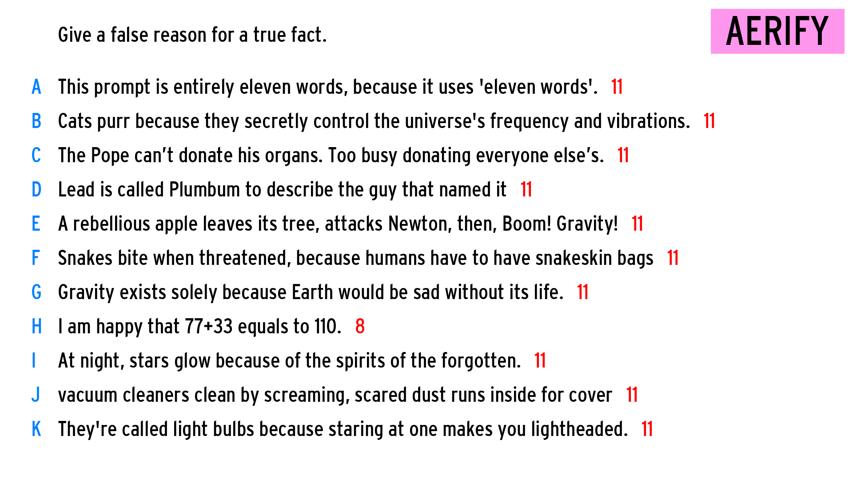 Give a false reason for a true fact.
AERIFY
A This prompt is entirely eleven words, because it uses 'eleven words'. 11
B Cats purr because they secretly control the universe's frequency and vibrations. 11
C The Pope can't donate his organs. Too busy donating everyone else's. 11
D Lead is called Plumbum to describe the guy that named it 11
E A rebellious apple leaves its tree, attacks Newton, then, Boom! Gravity! 11
F Snakes bite when threatened, because humans have to have snakeskin bags 11
G Gravity exists solely because Earth would be sad without its life. 11
H I am happy that 77+33 equals to 110. 8
I At night, stars glow because of the spirits of the forgotten. 11
J vacuum cleaners clean by screaming, scared dust runs inside for cover 11
K They're called light bulbs because staring at one makes you lightheaded. 11